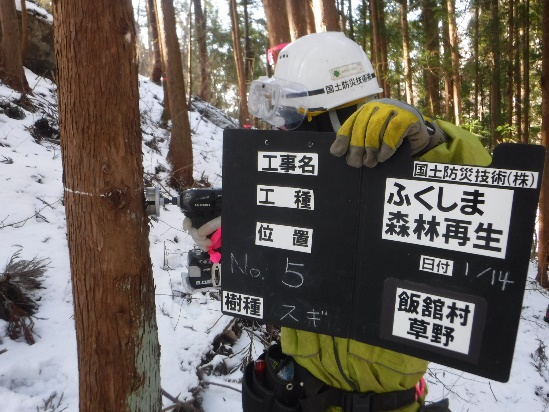 国土防災技術
工事名
工種
位置
No. 5
樹種 スギ
国土防災技術(株)
ふくしま
森林再生
日付 1/14
飯舘村
草野